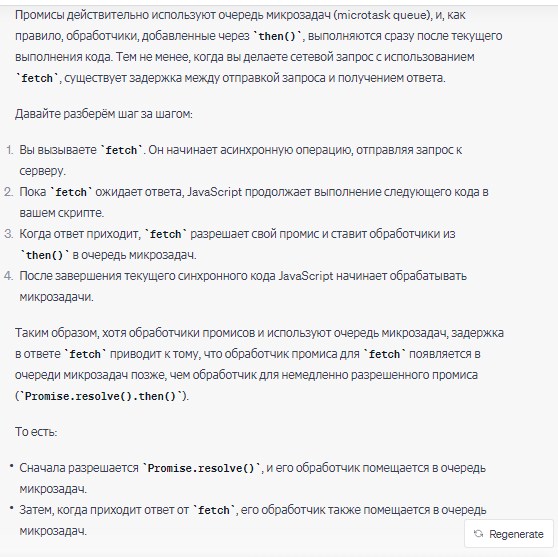 Промисы действительно используют очередь микрозадач (microtask queue), и, как
правило, обработчики, добавленные через `then()`, выполняются сразу после текущего
выполнения кода. Тем не менее, когда вы делаете сетевой запрос с использованием
`fetch`, существует задержка между отправкой запроса и получением ответа.
Давайте разберём шаг за шагом:
1. Вы вызываете `fetch`. Он начинает асинхронную операцию, отправляя запрос к
серверу.
2. Пока `fetch` ожидает ответа, JavaScript продолжает выполнение следующего кода в
вашем скрипте.
3. Когда ответ приходит, `fetch` разрешает свой промис и ставит обработчики из
`then()` в очередь микрозадач.
4. После завершения текущего синхронного кода JavaScript начинает обрабатывать
микрозадачи.
Таким образом, хотя обработчики промисов и используют очередь микрозадач, задержка
в ответе `fetch` приводит к тому, что обработчик промиса для `fetch` появляется в
очереди микрозадач позже, чем обработчик для немедленно разрешенного промиса
(`Promise.resolve().then()`).
То есть:
• Сначала разрешается `Promise.resolve()`, и его обработчик помещается в очередь
микрозадач.
• Затем, когда приходит ответ от `fetch`, его обработчик также помещается в очередь
микрозадач.
Regenerate